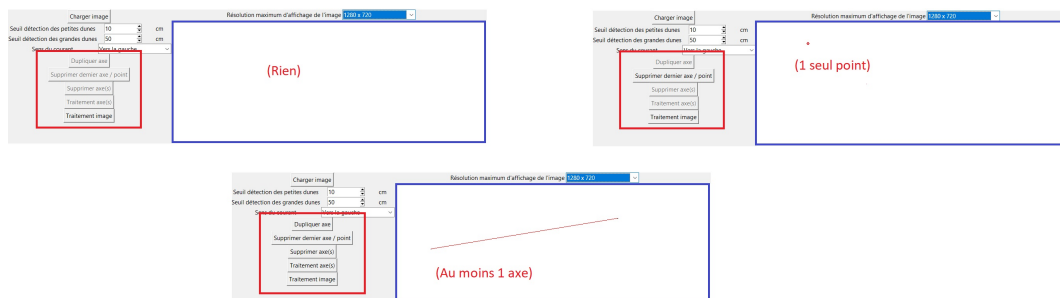 Charger image
Résolution maximum d'affichage de l'image 1280 x 720
Seuil détection des petites dunes 10 cm
Seuil détection des grandes dunes 50 cm
Sens du courant Vers la gauche
Dupliquer axe
Supprimer dernier axe / point
Supprimer axe(s)
Traitement axe(s)
Traitement image
(Rien)
Charger image
Résolution maximum d'affichage de l'image 1280 x 720
Seuil détection des petites dunes 10 cm
Seuil détection des grandes dunes 50 cm
Sens du courant Vers la gauche
Dupliquer axe
Supprimer dernier axe / point
Supprimer axe(s)
Traitement axe(s)
Traitement image
(1 seul point)
Charger image
Résolution maximum d'affichage de l'image 1280 x 720
Seuil détection des petites dunes 10 cm
Seuil détection des grandes dunes 50 cm
Sens du courant Vers la gauche
Dupliquer axe
Supprimer dernier axe / point
Supprimer axe(s)
Traitement axe(s)
Traitement image
(Au moins 1 axe)